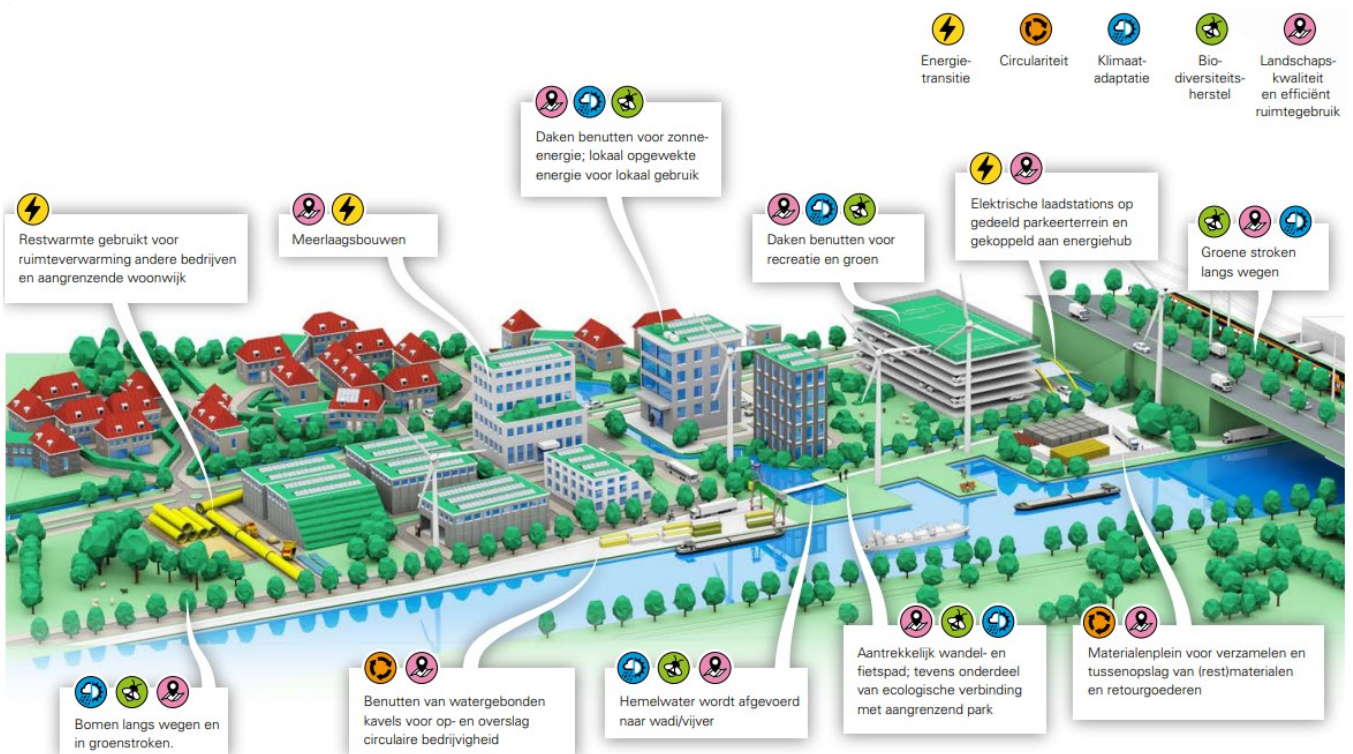 Energie-
transitie
Circulariteit
Klimaat-
adaptatie
Bio-
diversiteits-
herstel
Landschaps-
kwaliteit
en efficiënt
ruimtegebruik
Daken benutten voor zonne-
energie; lokaal opgewekte
energie voor lokaal gebruik
Restwarmte gebruikt voor
ruimteverwarming andere bedrijven
en aangrenzende woonwijk
Meerlaagsbouwen
Daken benutten voor
recreatie en groen
Elektrische laadstations op
gedeeld parkeerterrein en
gekoppeld aan energiehub
Groene stroken
langs wegen
Bomen langs wegen en
in groenstroken.
Benutten van watergebonden
kavels voor op- en overslag
circulaire bedrijvigheid
Hemelwater wordt afgevoerd
naar wadi/vijver
Aantrekkelijk wandel- en
fietspad; tevens onderdeel
van ecologische verbinding
met aangrenzend park
Materialenplein voor verzamelen en
tussenopslag van (rest)materialen
en retourgoederen